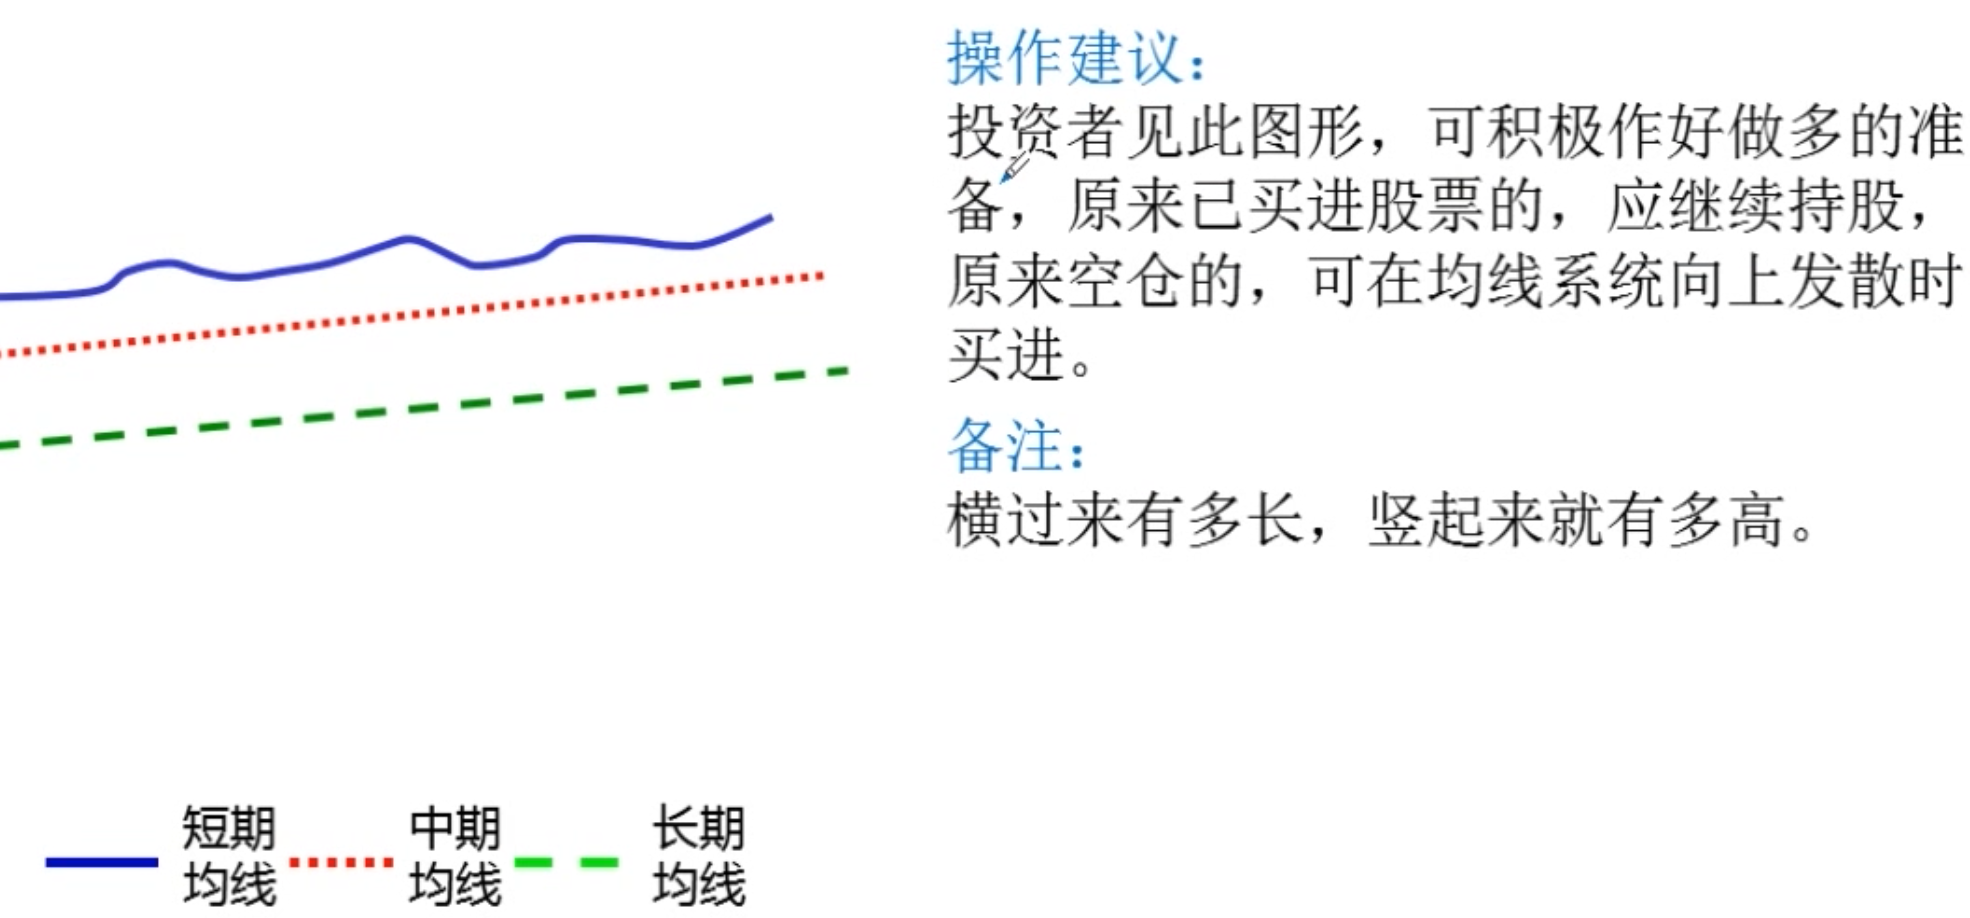 操作建议：
投资者见此图形，可积极作好做多的准
备，原来已买进股票的，应继续持股，
原来空仓的，可在均线系统向上发散时
买进。
备注：
横过来有多长，竖起来就有多高。
短期
均线
中期
均线
长期
均线